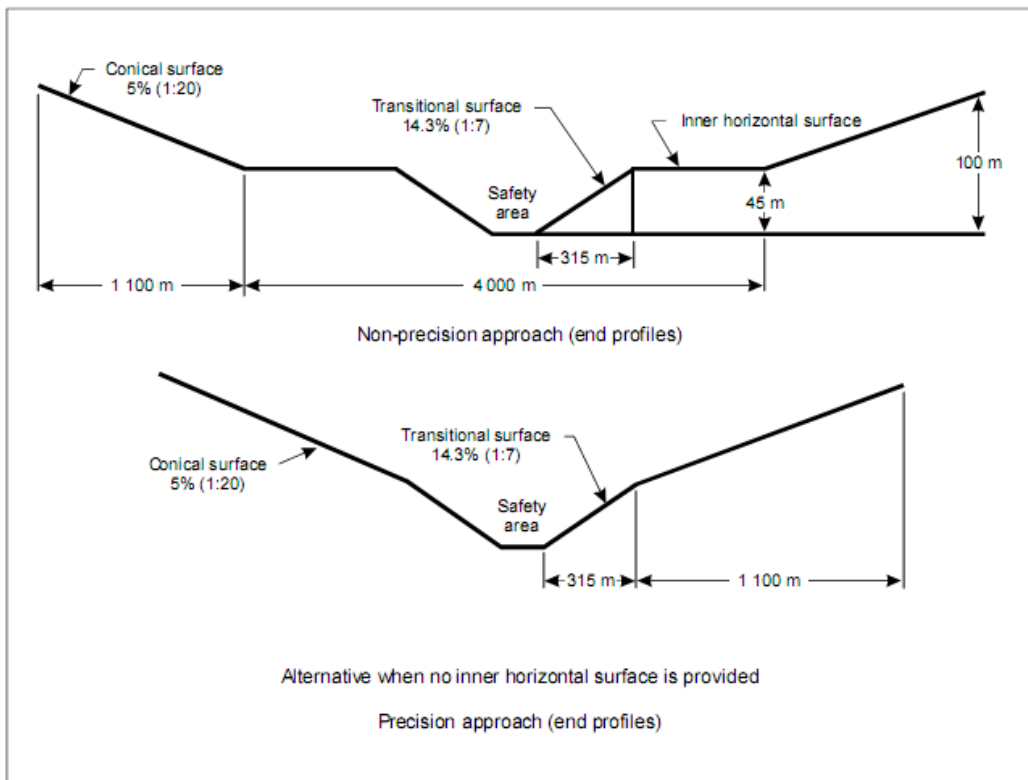 Conical surface
5% (1:20)
Transitional surface
14.3% (1:7)
Inner horizontal surface
100 m
Safety
area
45 m
315 m
1 100 m
4 000 m
Non-precision approach (end profiles)
Transitional surface
14.3% (1:7)
Conical surface
5% (1:20)
Safety
area
315 m
1 100 m
Alternative when no inner horizontal surface is provided
Precision approach (end profiles)